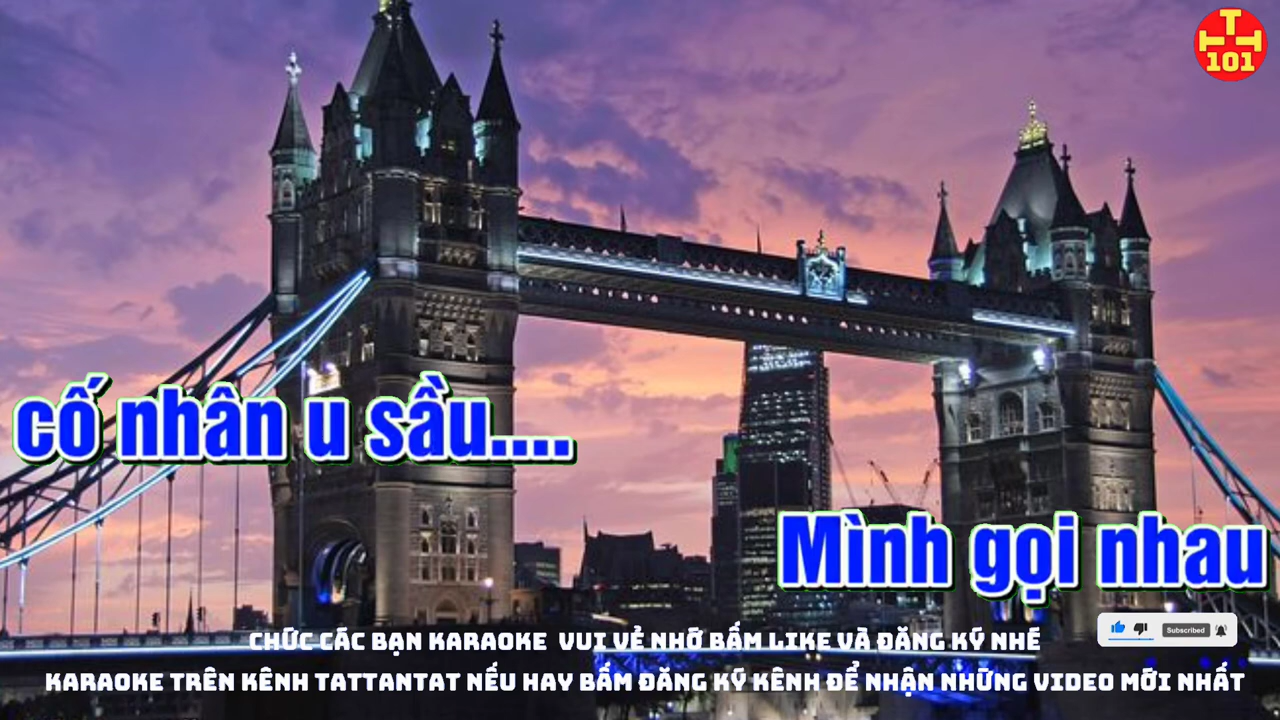 T
TH
101
cố nhân u sầu....
Mình gọi nhau
CHÚC CÁC BẠN KARAOKE VUI VẺ NHỚ BẤM LIKE VÀ ĐĂNG KÝ NHÉ
Subscribed
KARAOKE TRÊN KÊNH TATTANTAT NẾU HAY BẤM ĐĂNG KÝ KÊNH ĐỂ NHẬN NHỮNG VIDEO MỚI NHẤT